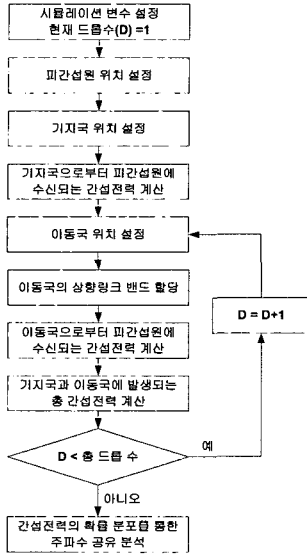 시뮬레이션 변수 설정
현재 드롭수(D) =1
피간섭원 위치 설정
기지국 위치 설정
기지국으로부터 피간섭원에
수신되는 간섭전력 계산
이동국 위치 설정
이동국의 상향링크 밴드 할당
이동국으로부터 피간섭원에
수신되는 간섭전력 계산
D = D+1
기지국과 이동국에 발생되는
총 간섭전력 계산
D < 총 드롭 수
예
아니오
간섭전력의 확률 분포를 통한
주파수 공유 분석